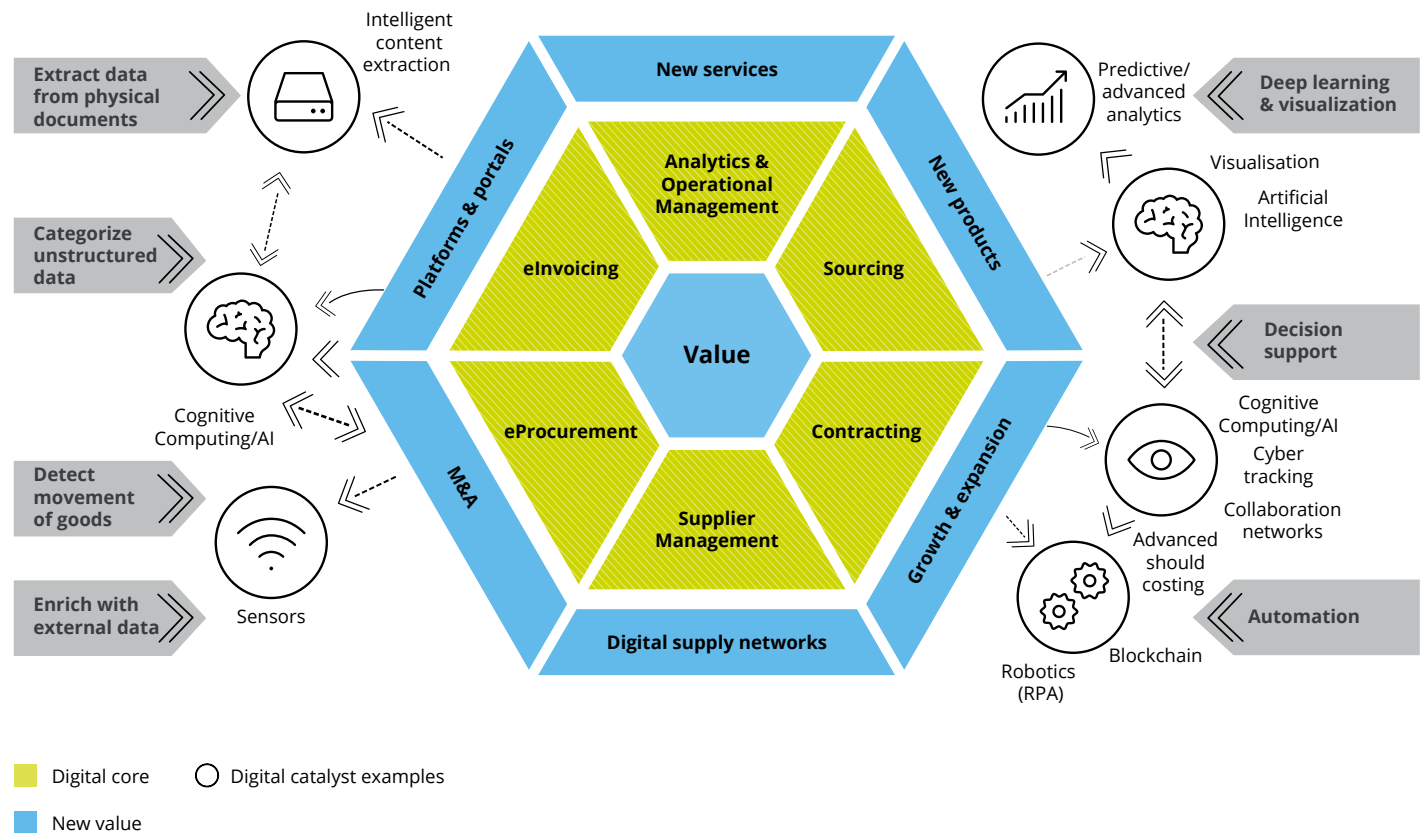 Intelligent
content
extraction
Extract data
from physical
documents
Categorize
unstructured
data
Cognitive
Computing/AI
Detect
movement
of goods
Enrich with
external data
Sensors
New services
Platforms & portals
New products
Analytics &
Operational
Management
eInvoicing
Sourcing
Value
eProcurement
Contracting
Supplier
Management
M&A
Growth & expansion
Digital supply networks
Predictive/
advanced
analytics
Deep learning
& visualization
Visualisation
Artificial
Intelligence
Decision
support
Cognitive
Computing/AI
Cyber
tracking
Collaboration
networks
Advanced
should
costing
Automation
Blockchain
Robotics
(RPA)
Digital core
Digital catalyst examples
New value